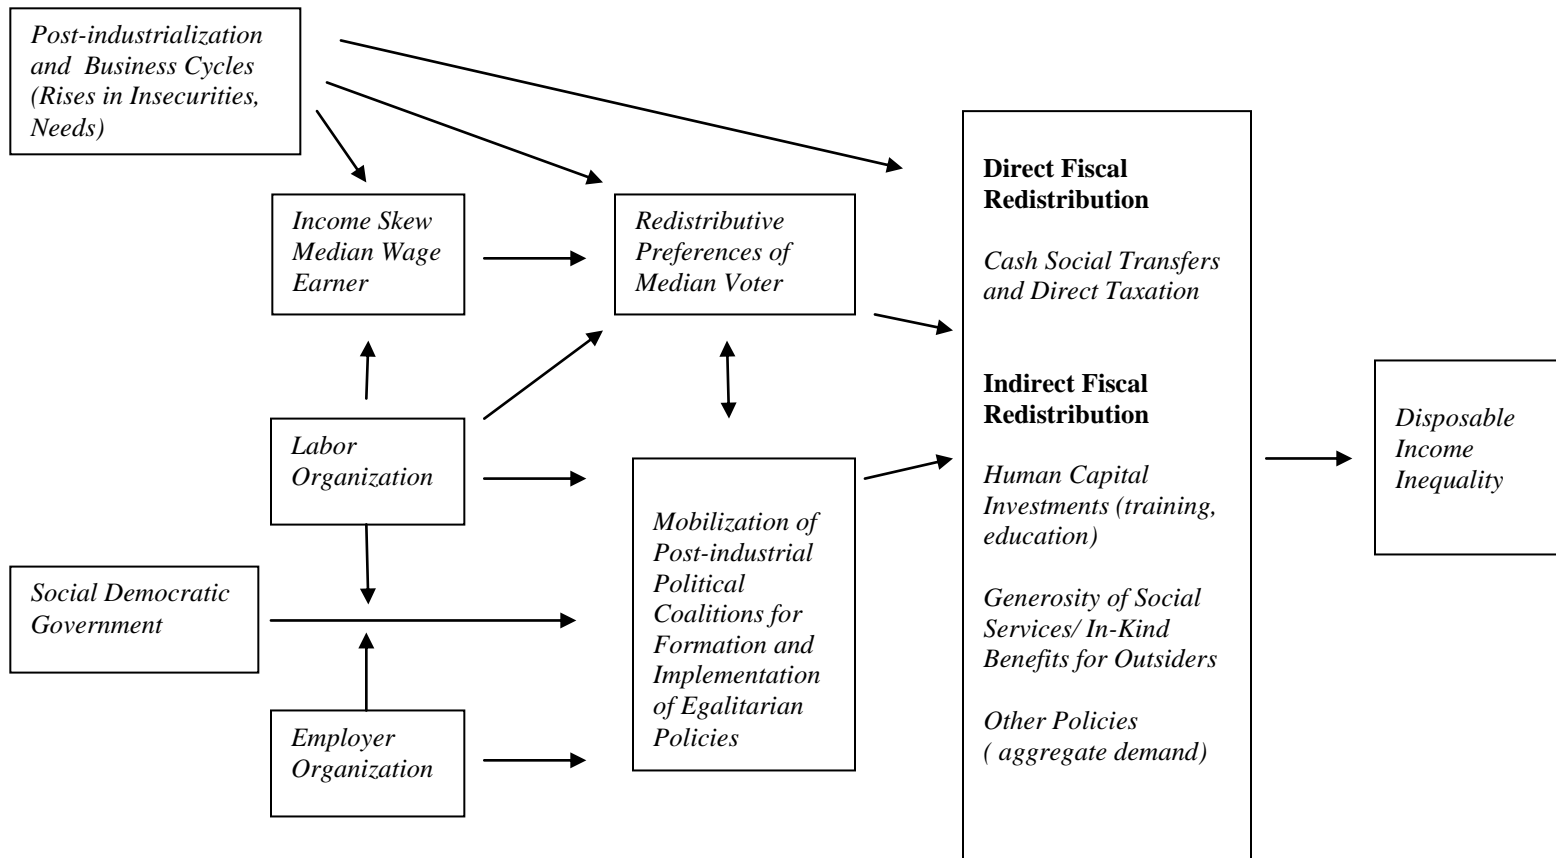 Post-industrialization
and Business Cycles
(Rises in Insecurities,
Needs)
Income Skew
Median Wage
Earner
Redistributive
Preferences of
Median Voter
Labor
Organization
Social Democratic
Government
Employer
Organization
Mobilization of
Post-industrial
Political
Coalitions for
Formation and
Implementation
of Egalitarian
Policies
Direct Fiscal
Redistribution
Cash Social Transfers
and Direct Taxation
Indirect Fiscal
Redistribution
Human Capital
Investments (training,
education)
Generosity of Social
Services/ In-Kind
Benefits for Outsiders
Other Policies
( aggregate demand)
Disposable
Income
Inequality